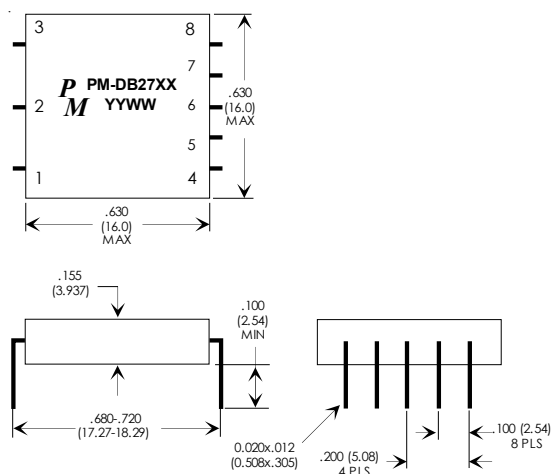 3
8
7
P PM-DB27XX
M YYWW
2
6
5
1
4
.630
(16.0)
MAX
.630
(16.0)
MAX
.155
(3.937)
.100
(2.54)
MIN
.680-.720
(17.27-18.29)
0.020x.012
(0.508x.305)
.200 (5.08)
4 PLS
.100 (2.54)
8 PLS